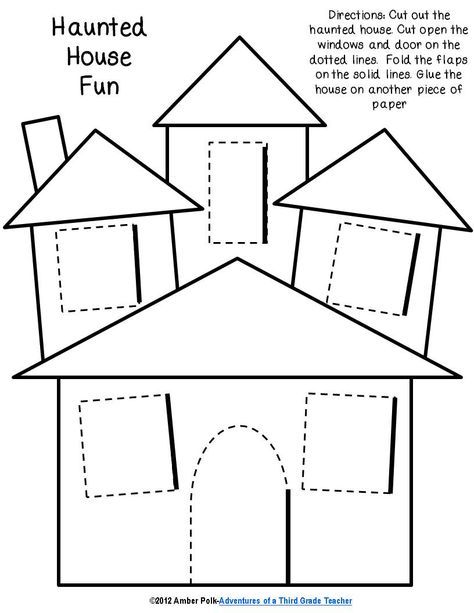 Haunted
House
Fun
Directions: Cut out the
haunted house. Cut open the
windows and door on the
dotted lines. Fold the flaps
on the solid lines. Glue the
house on another piece of
paper
©2012 Amber Polk-Adventures of a Third Grade Teacher